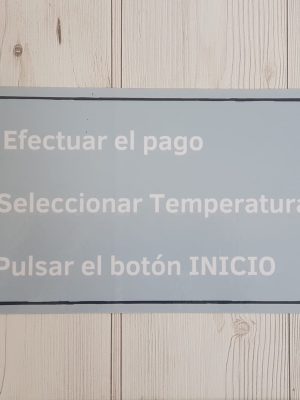 Efectuar el pago
Seleccionar Temperatura
Pulsar el botón INICIO